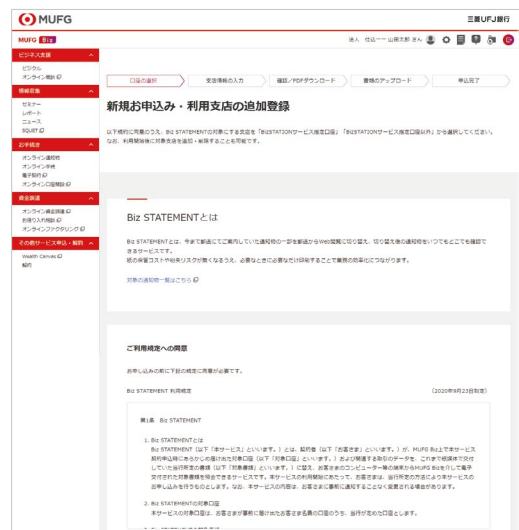 MUFG
三菱UFJ銀行
MUFG Biz
法人 仕込一一 山田太郎 さん
ビジネス支援
ビジクル
オンライン相談
情報収集
セミナー
レポート
ニュース
SQUET
お手続き
オンライン通知他
オンライン手続
電子契約
オンライン口座開設
資金調達
オンライン資金調達
お借り入れ相談
オンラインファクタリング
その他サービス申込・解約
Wealth Canvas
解約
口座の選択
支店情報の入力
確認/PDFダウンロード
書類のアップロード
申込完了
新規お申込み・利用支店の追加登録
以下規約に同意のうえ、Biz STATEMENTの対象にする支店を「BizSTATIONサービス指定口座」「BizSTATIONサービス指定口座以外」から選択してください。
なお、利用開始後に対象支店を追加・削除することも可能です。
Biz STATEMENTとは
Biz STATEMENTとは、今まで郵送にてご案内していた通知物の一部を郵送からWeb閲覧に切り替え、切り替え後の通知物をいつでもどこでも確認で
きるサービスです。
紙の保管コストや紛失リスクが無くなるうえ、必要なときに必要なだけ印刷することで業務の効率化につながります。
対象の通知物一覧はこちら
ご利用規定への同意
お申し込みの前に下記の規定に同意が必要です。
Biz STATEMENT 利用規定
(2020年9月23日制定)
第1条 Biz STATEMENT
1. Biz STATEMENTとは
Biz STATEMENT(以下「本サービス」といいます。)とは、契約者(以下「お客さま」といいます。)が、MUFG Biz上で本サービス
契約申込時にあらかじめ届け出た対象口座(以下「対象口座」といいます。)および関連する取引のデータを、これまで紙媒体で交付
していた当行所定の書類(以下「対象書類」といいます。)に替え、お客さまのコンピューター等の端末からMUFG Bizを介して電子
交付された対象書類を照会できるサービスです。本サービスの利用開始にあたって、お客さまは、当行所定の方法により本サービスの
お申し込みを行うものとします。なお、本サービスの内容は、お客さまに事前に通知することなく変更される場合があります。
2. Biz STATEMENTの対象口座
本サービスの対象口座は、お客さまが事前に届け出たお客さま名義の口座のうち、当行が定めた口座とします。